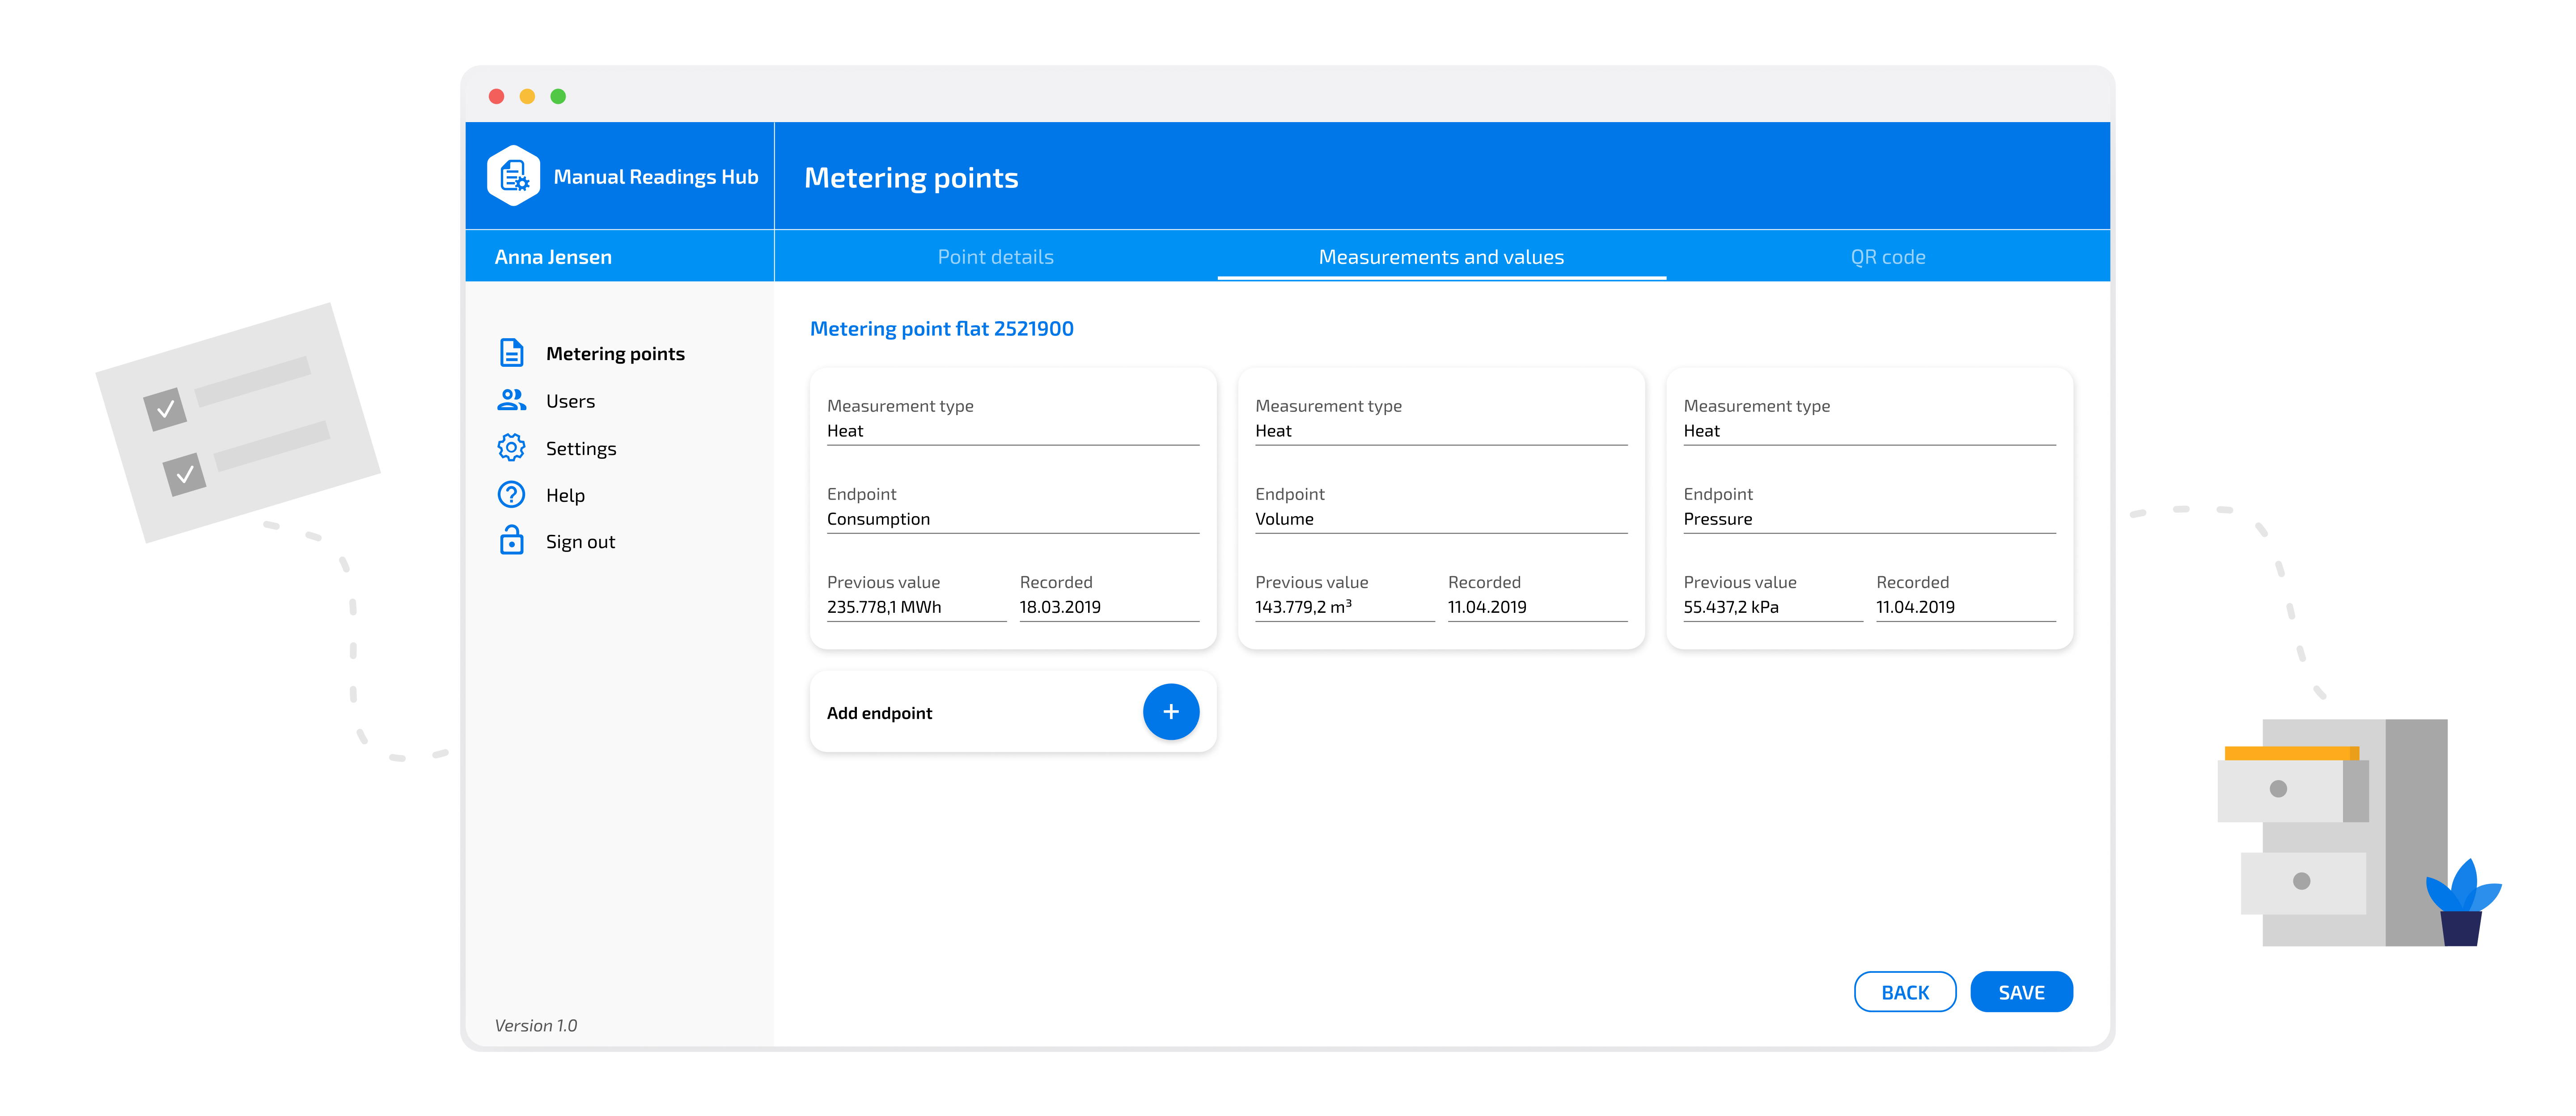 Manual Readings Hub
Metering points
Anna Jensen
Point details
Measurements and values
QR code
Metering points
Users
Settings
Help
Sign out
Version 1.0
Metering point flat 2521900
Measurement type
Heat
Endpoint
Consumption
Previous value Recorded
235.778,1 MWh 18.03.2019
Measurement type
Heat
Endpoint
Volume
Previous value Recorded
143.779,2 m³ 11.04.2019
Measurement type
Heat
Endpoint
Pressure
Previous value Recorded
55.437,2 kPa 11.04.2019
Add endpoint
BACK
SAVE